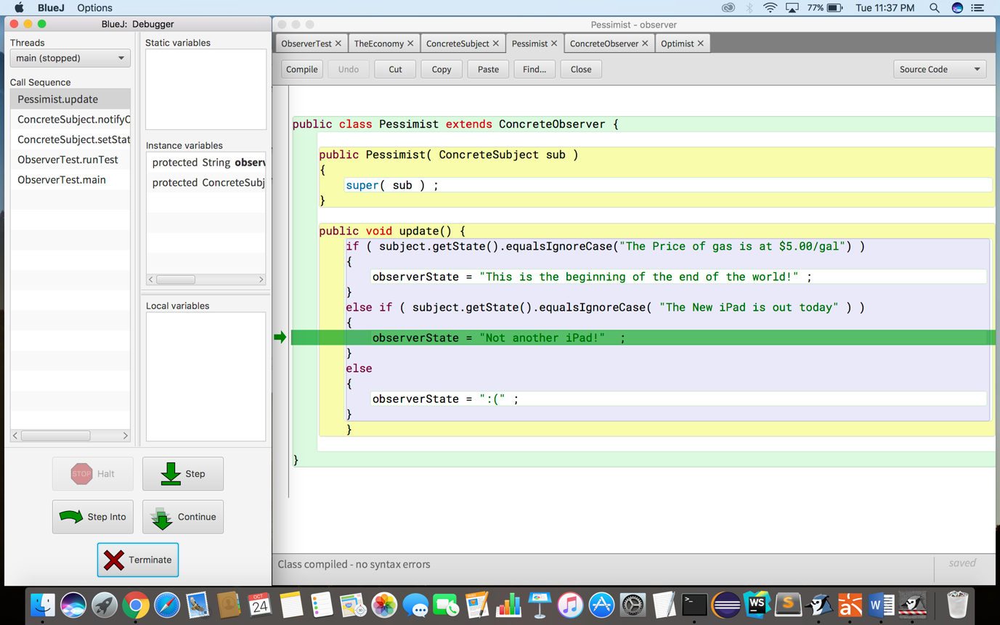 BlueJ Options
77% Tue 11:37 PM
BlueJ: Debugger
Threads
main (stopped)
Call Sequence
Pessimist.update
ConcreteSubject.notifyO
ConcreteSubject.setStat
ObserverTest.runTest
ObserverTest.main
Static variables
Instance variables
protected String observ
protected ConcreteSubj
Local variables
STOP Halt
Step
Step Into
Continue
Terminate
Pessimist - observer
ObserverTest ✕ TheEconomy ✕ ConcreteSubject ✕ Pessimist ✕ ConcreteObserver ✕ Optimist ✕
Compile Undo Cut Copy Paste Find... Close Source Code
public class Pessimist extends ConcreteObserver {
public Pessimist( ConcreteSubject sub )
{
super( sub ) ;
}
public void update() {
if ( subject.getState().equalsIgnoreCase("The Price of gas is at $5.00/gal") )
{
observerState = "This is the beginning of the end of the world!" ;
}
else if ( subject.getState().equalsIgnoreCase( "The New iPad is out today" ) )
{
observerState = "Not another iPad!" ;
}
else
{
observerState = ":(" ;
}
}
}
Class compiled - no syntax errors
saved
OCT
24
WS
S
W